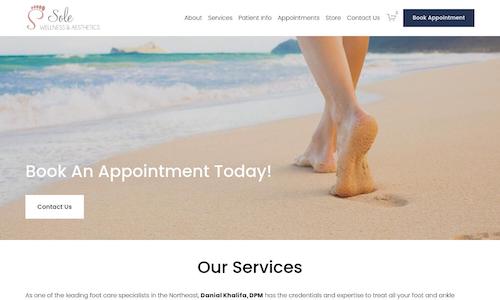 Sole
WELLNESS & AESTHETICS
About Services Patient Info Appointments Store Contact Us
Book Appointment
Book An Appointment Today!
Contact Us
Our Services
As one of the leading foot care specialists in the Northeast, Danial Khalifa, DPM has the credentials and expertise to treat all your foot and ankle